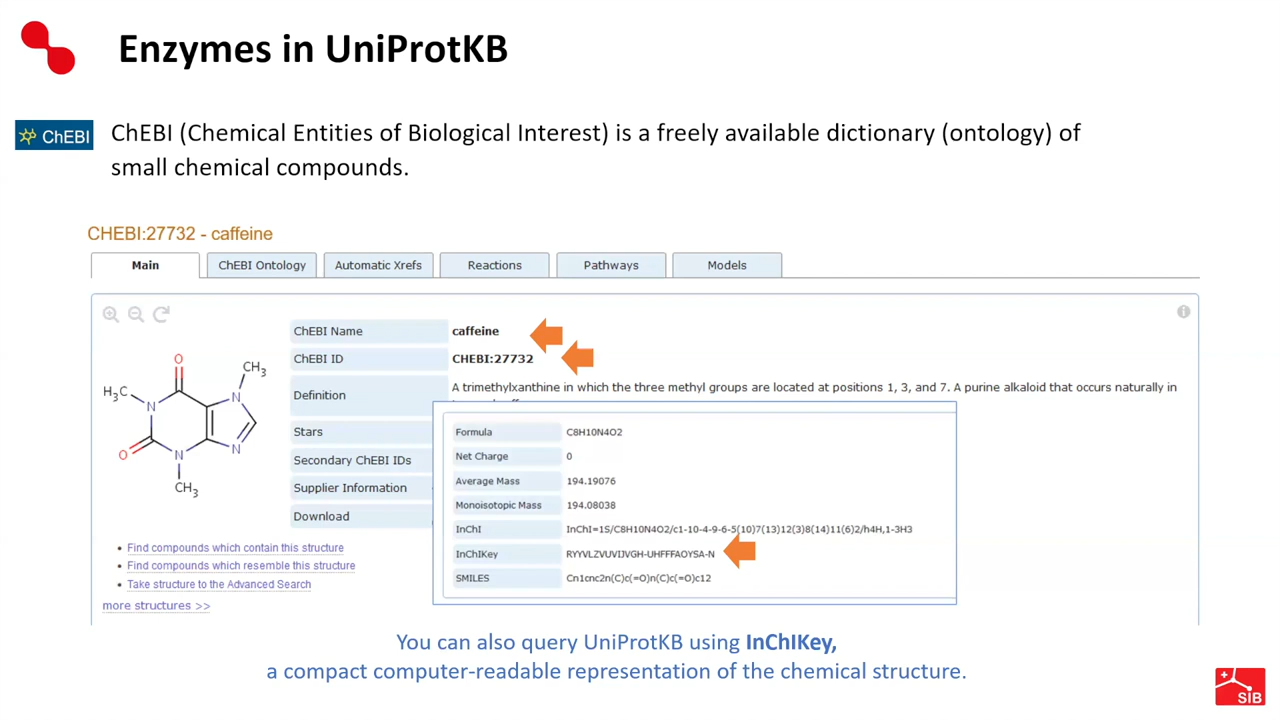 Enzymes in UniProtKB
ChEBI
ChEBI (Chemical Entities of Biological Interest) is a freely available dictionary (ontology) of
small chemical compounds.
CHEBI:27732 - caffeine
Main
ChEBI Ontology
Automatic Xrefs
Reactions
Pathways
Models
ChEBI Name caffeine
ChEBI ID CHEBI:27732
Definition A trimethylxanthine in which the three methyl groups are located at positions 1, 3, and 7. A purine alkaloid that occurs naturally in
Stars
Secondary ChEBI IDs
Supplier Information
Download
O
CH3
H3C
N
N
O
N
N
CH3
Find compounds which contain this structure
Find compounds which resemble this structure
Take structure to the Advanced Search
more structures >>
Formula C8H10N4O2
Net Charge 0
Average Mass 194.19076
Monoisotopic Mass 194.08038
InChI InChI=1S/C8H10N4O2/c1-10-4-9-6-5(10)7(13)12(3)8(14)11(6)2/h4H,1-3H3
InChIKey RYYVLZVUVIJVGH-UHFFFAOYSA-N
SMILES Cn1cnc2n(C)c(=O)n(C)c(=O)c12
You can also query UniProtKB using InChIKey,
a compact computer-readable representation of the chemical structure.
SIB